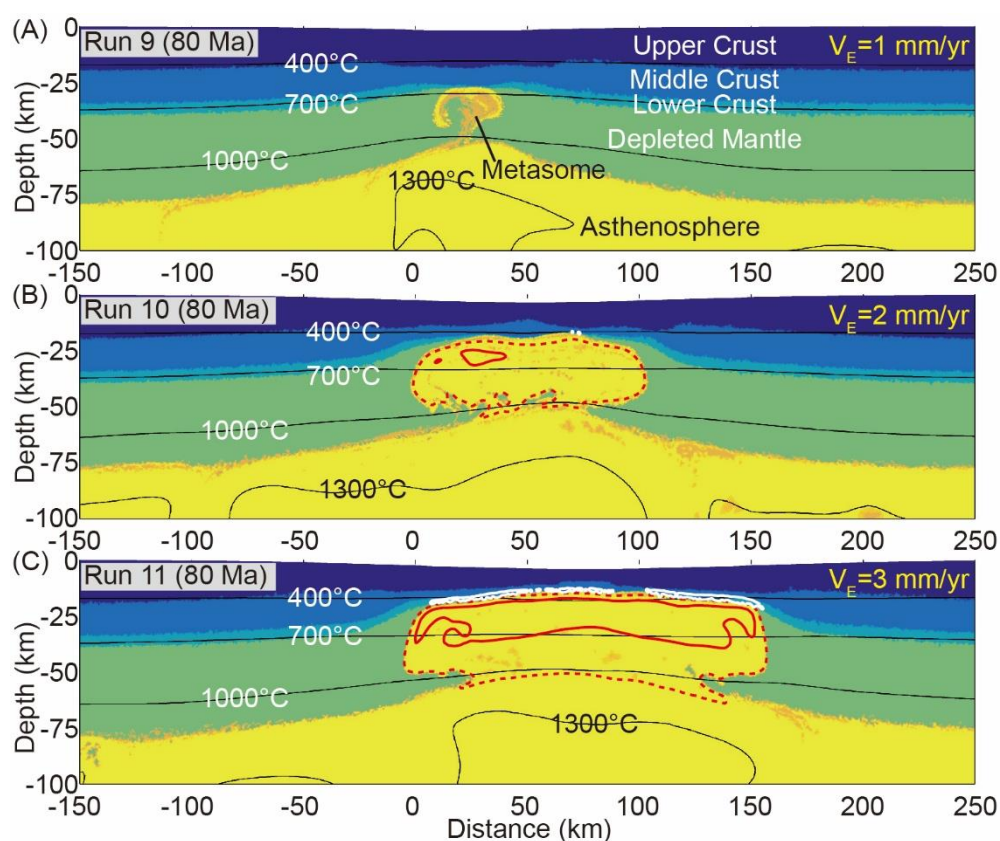 (A)
Run 9 (80 Ma)
Upper Crust
V_E=1 mm/yr
400°C
Middle Crust
700°C
Lower Crust
Depleted Mantle
1000°C
Metasome
1300°C
Asthenosphere
Depth (km)
0
-25
-50
-75
-100
-150 -100 -50 0 50 100 150 200 250
(B)
Run 10 (80 Ma)
V_E=2 mm/yr
400°C
700°C
1000°C
1300°C
Depth (km)
0
-25
-50
-75
-100
-150 -100 -50 0 50 100 150 200 250
(C)
Run 11 (80 Ma)
V_E=3 mm/yr
400°C
700°C
1000°C
1300°C
Depth (km)
0
-25
-50
-75
-100
-150 -100 -50 0 50 100 150 200 250
Distance (km)